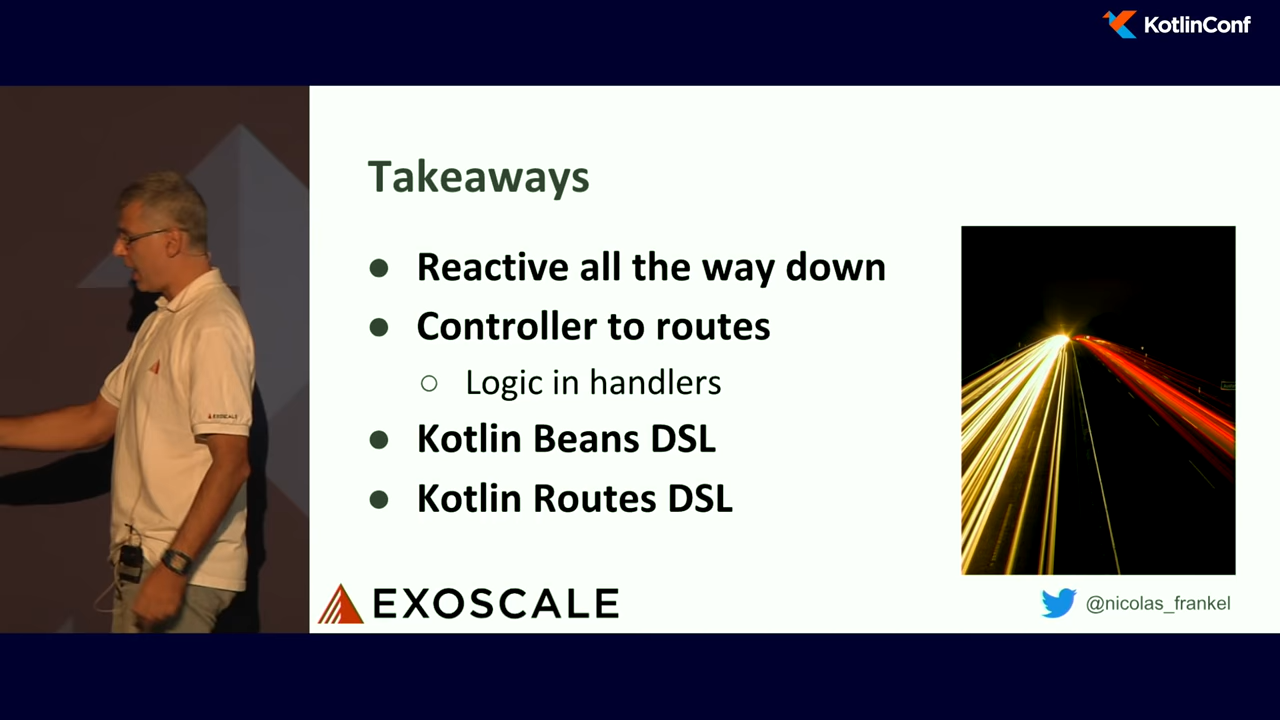 KotlinConf
Takeaways
● Reactive all the way down
● Controller to routes
○ Logic in handlers
● Kotlin Beans DSL
● Kotlin Routes DSL
EXOSCALE
EXOSCALE
@nicolas_frankel